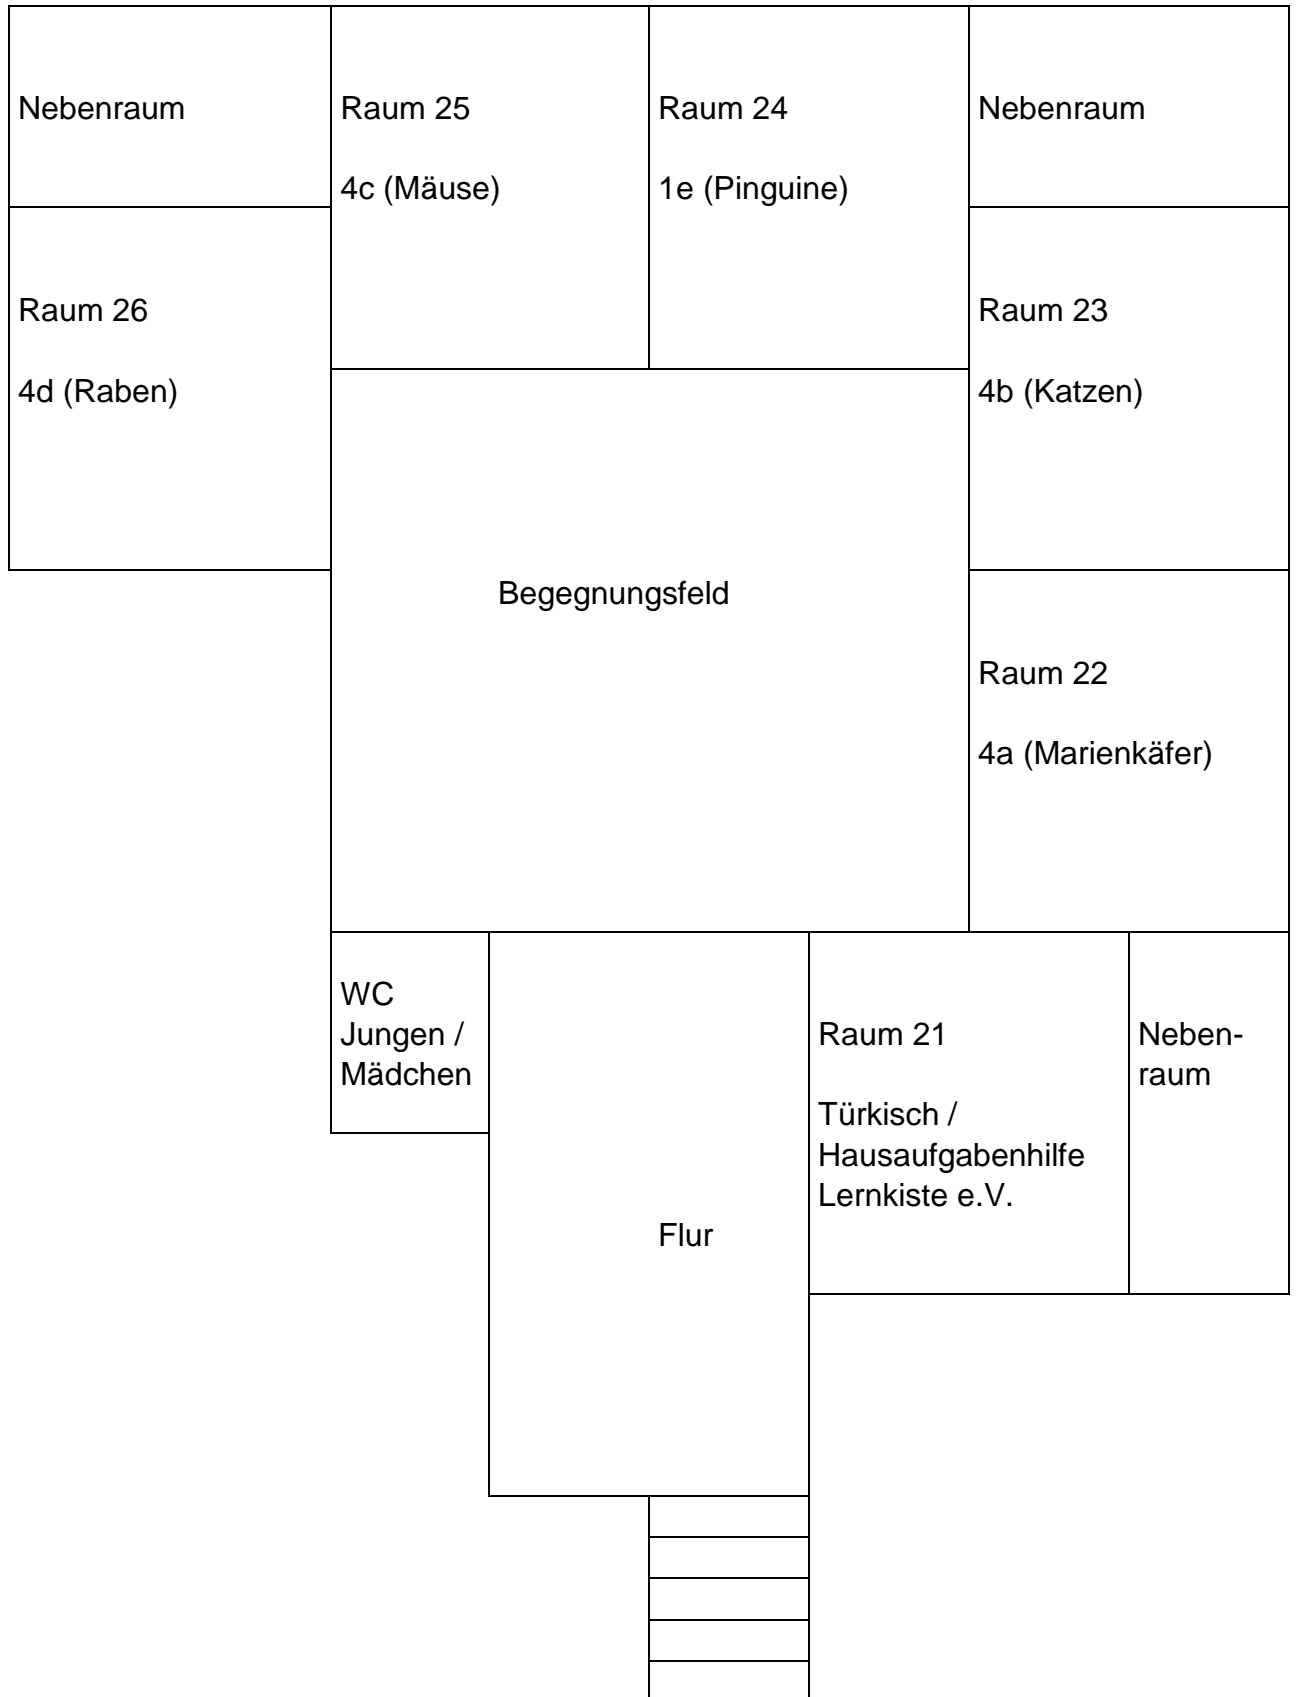 Nebenraum
Raum 25
4c (Mäuse)
Raum 24
1e (Pinguine)
Nebenraum
Raum 26
4d (Raben)
Raum 23
4b (Katzen)
Begegnungsfeld
Raum 22
4a (Marienkäfer)
WC
Jungen /
Mädchen
Flur
Raum 21
Türkisch /
Hausaufgabenhilfe
Lernkiste e.V.
Neben-
raum